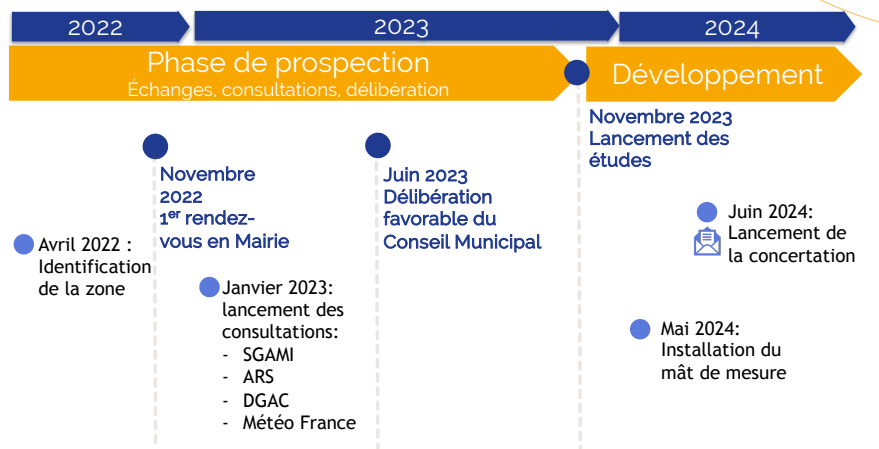 2022
2023
2024
Phase de prospection
Échanges, consultations, délibération
Développement
Novembre 2023
Lancement des
études
Novembre
2022
1er rendez-
vous en Mairie
Juin 2023
Délibération
favorable du
Conseil Municipal
Avril 2022 :
Identification
de la zone
Janvier 2023:
lancement des
consultations:
- SGAMI
- ARS
- DGAC
- Météo France
Juin 2024:
Lancement de
la concertation
Mai 2024:
Installation du
mât de mesure